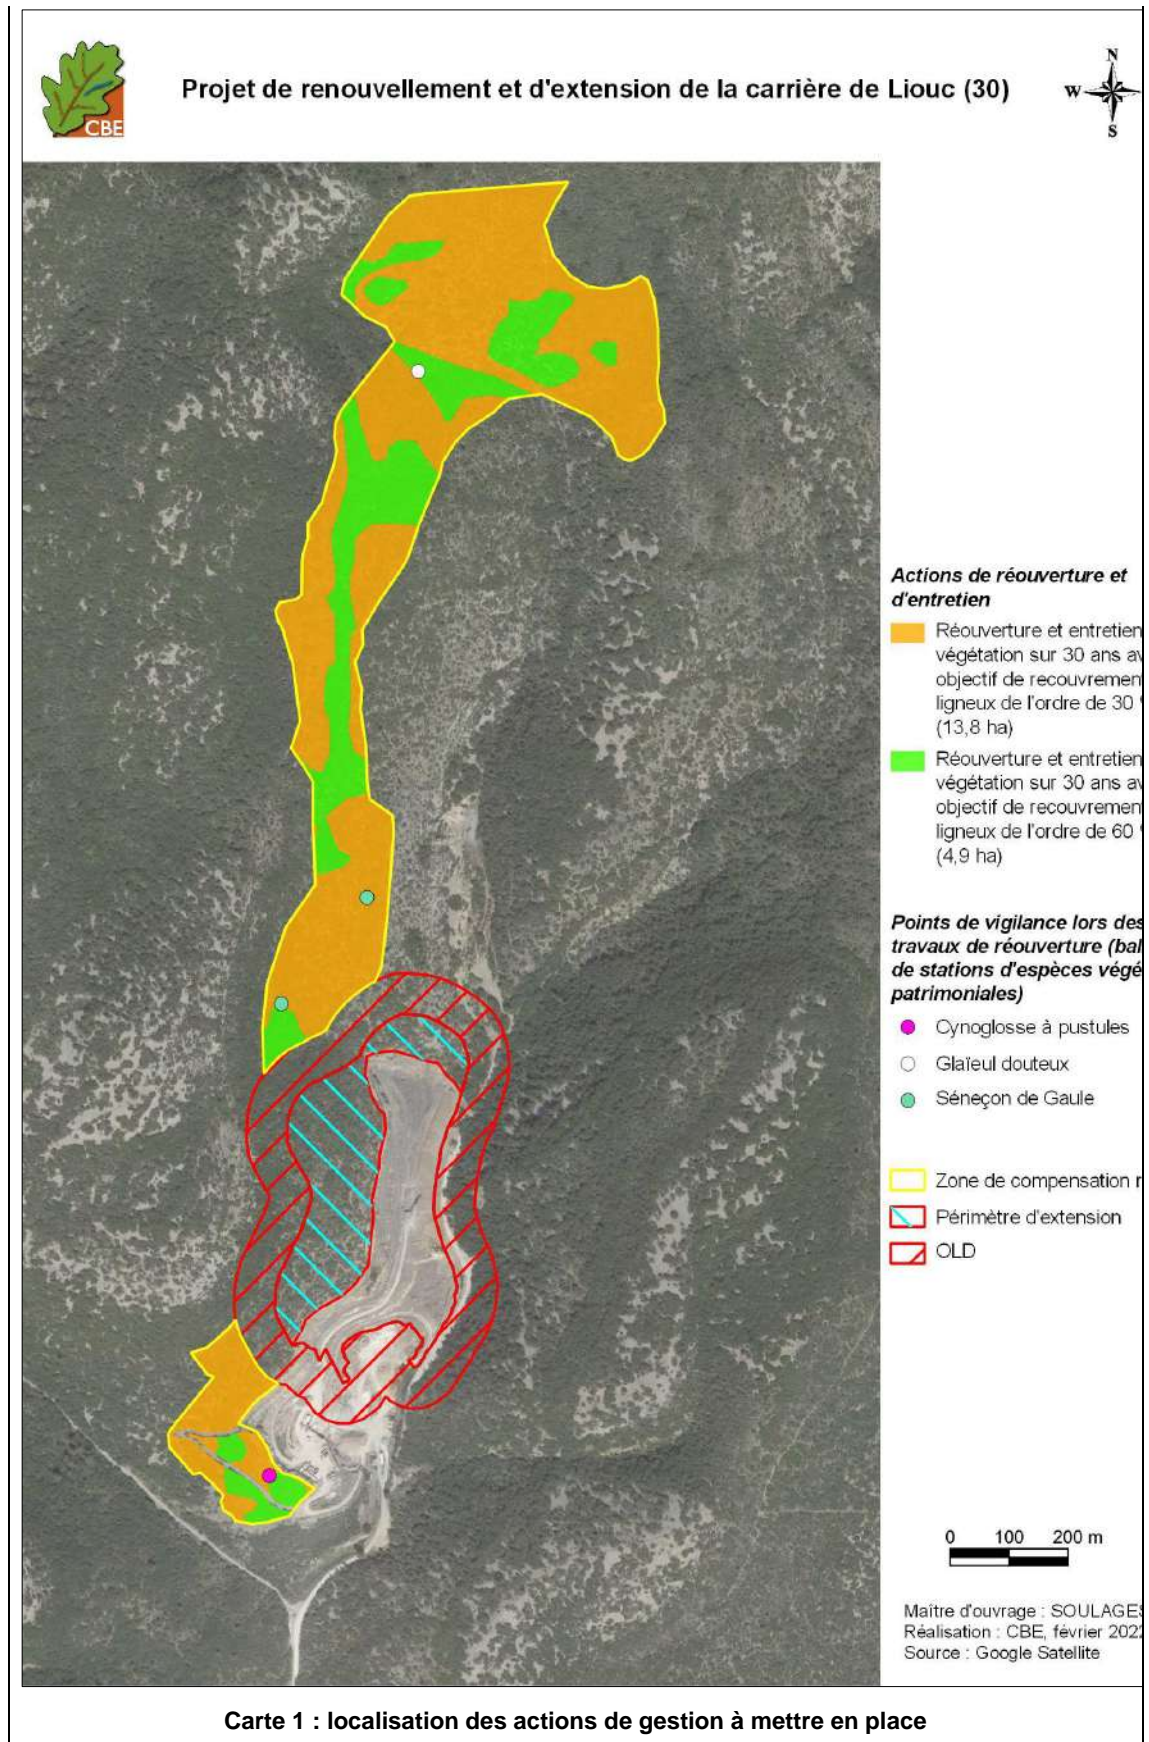 CBE
Projet de renouvellement et d'extension de la carrière de Liouc (30)
N
W
S
Actions de réouverture et
d'entretien
Réouverture et entretien
végétation sur 30 ans av
objectif de recouvremen
ligneux de l'ordre de 30
(13,8 ha)
Réouverture et entretien
végétation sur 30 ans av
objectif de recouvremen
ligneux de l'ordre de 60
(4,9 ha)
Points de vigilance lors des
travaux de réouverture (bal
de stations d'espèces végé
patrimoniales)
Cynoglosse à pustules
Glaïeul douteux
Séneçon de Gaule
Zone de compensation r
Périmètre d'extension
OLD
0 100 200 m
Maître d'ouvrage : SOULAGES
Réalisation : CBE, février 2022
Source : Google Satellite
Carte 1 : localisation des actions de gestion à mettre en place